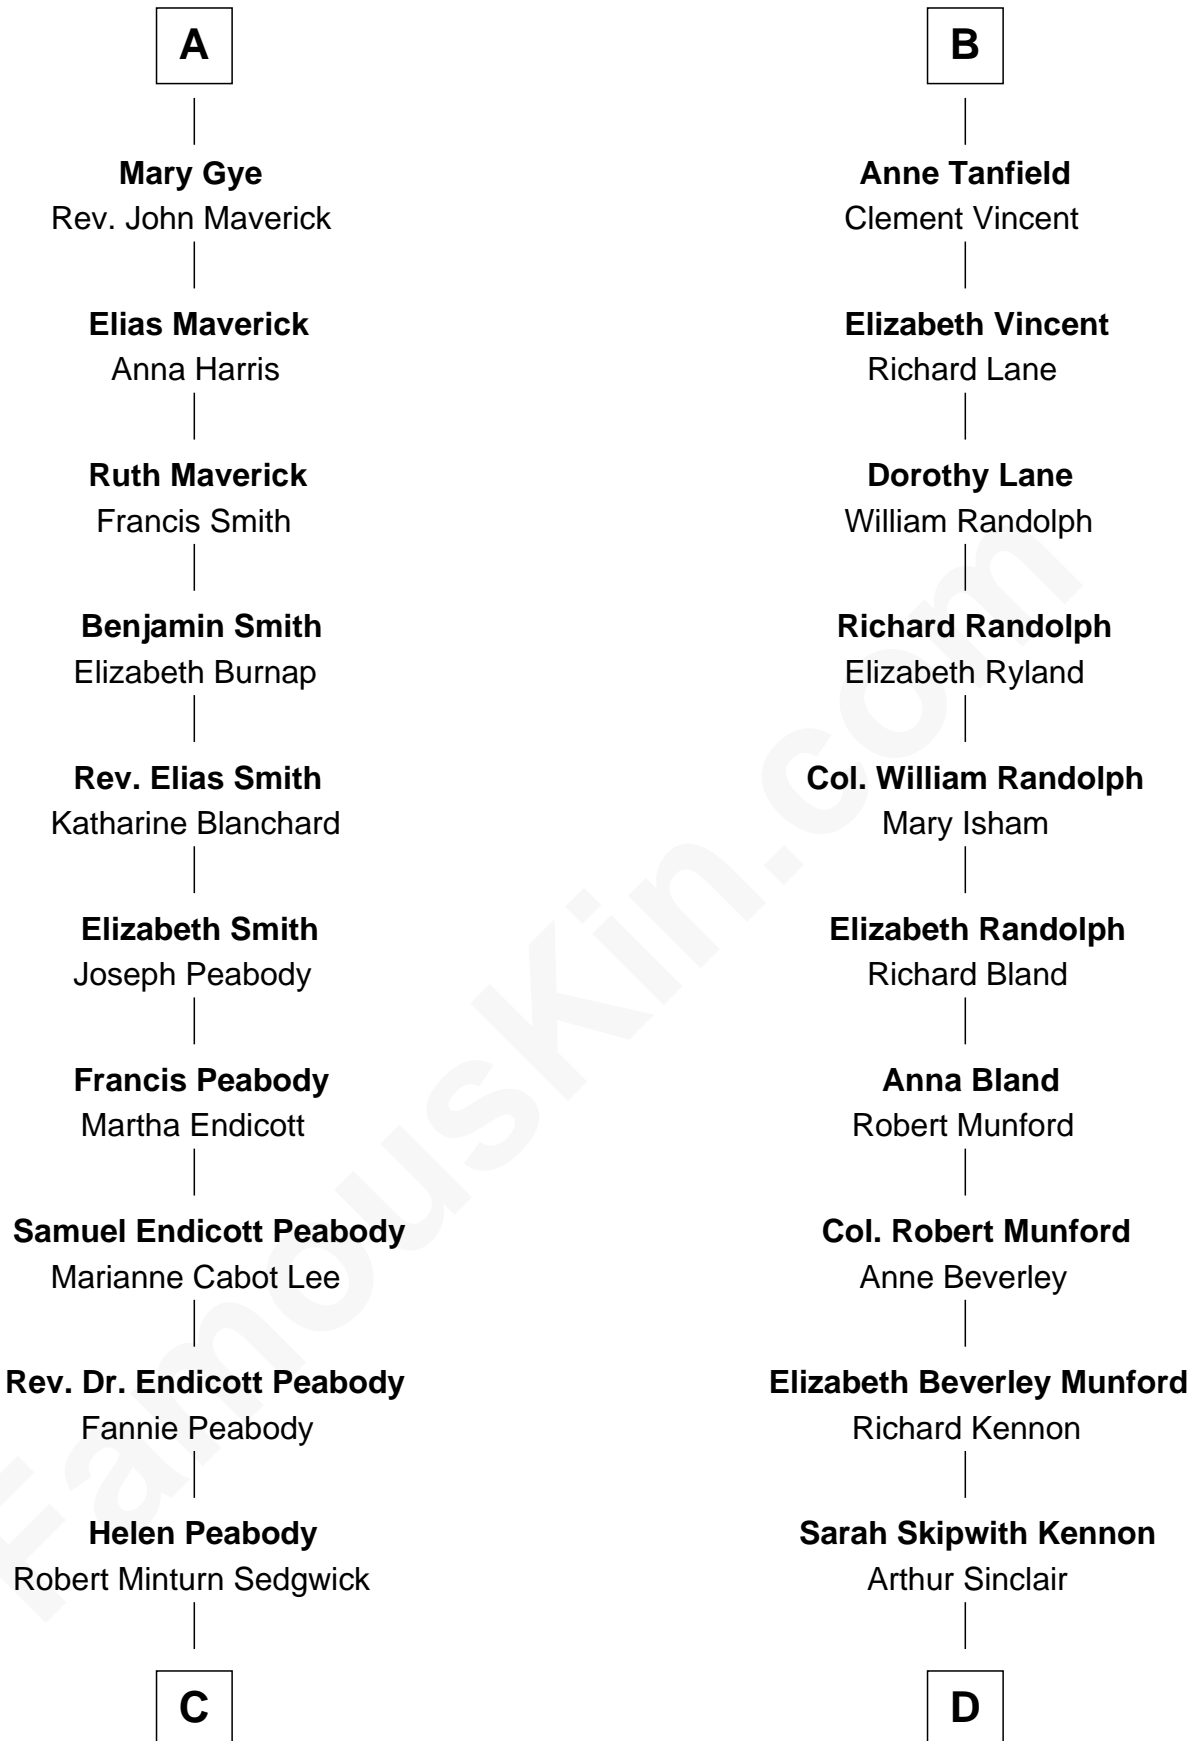 A
Mary Gye
Rev. John Maverick
Elias Maverick
Anna Harris
Ruth Maverick
Francis Smith
Benjamin Smith
Elizabeth Burnap
Rev. Elias Smith
Katharine Blanchard
Elizabeth Smith
Joseph Peabody
Francis Peabody
Martha Endicott
Samuel Endicott Peabody
Marianne Cabot Lee
Rev. Dr. Endicott Peabody
Fannie Peabody
Helen Peabody
Robert Minturn Sedgwick
C
B
Anne Tanfield
Clement Vincent
Elizabeth Vincent
Richard Lane
Dorothy Lane
William Randolph
Richard Randolph
Elizabeth Ryland
Col. William Randolph
Mary Isham
Elizabeth Randolph
Richard Bland
Anna Bland
Robert Munford
Col. Robert Munford
Anne Beverley
Elizabeth Beverley Munford
Richard Kennon
Sarah Skipwith Kennon
Arthur Sinclair
D
FamousKin.com